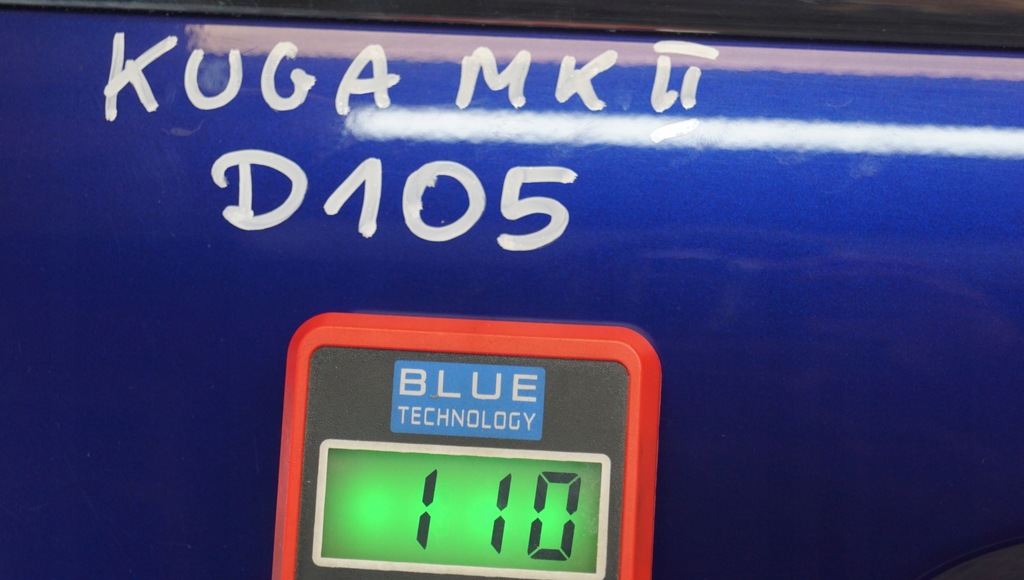 KUGA MK II
D105
BLUE
TECHNOLOGY
110